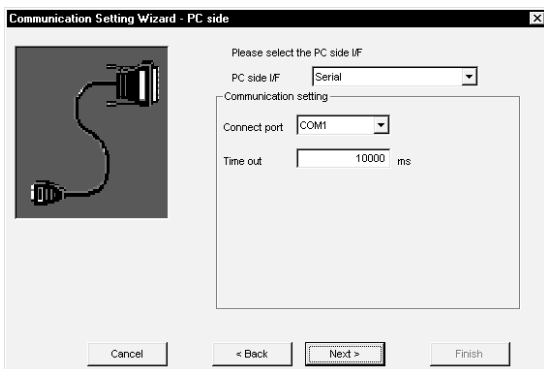 Communication Setting Wizard - PC side
Please select the PC side I/F
PC side I/F Serial
Communication setting
Connect port COM1
Time out 10000 ms
Cancel < Back Next > Finish